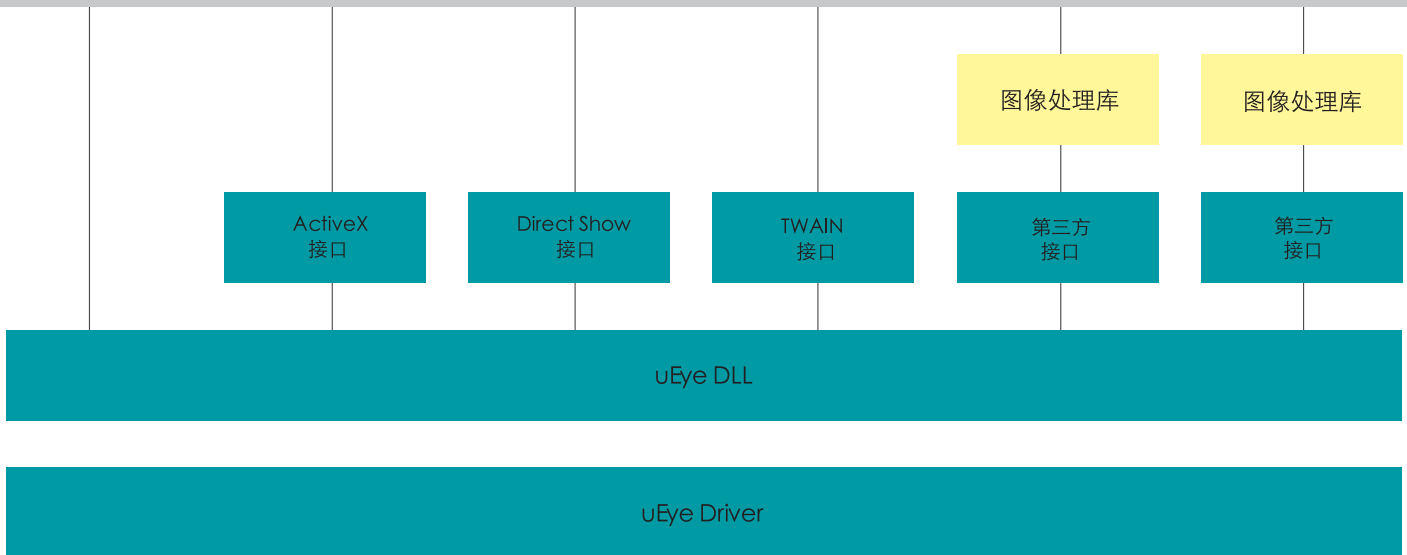 图像处理库
图像处理库
ActiveX
接口
Direct Show
接口
TWAIN
接口
第三方
接口
第三方
接口
uEye DLL
uEye Driver